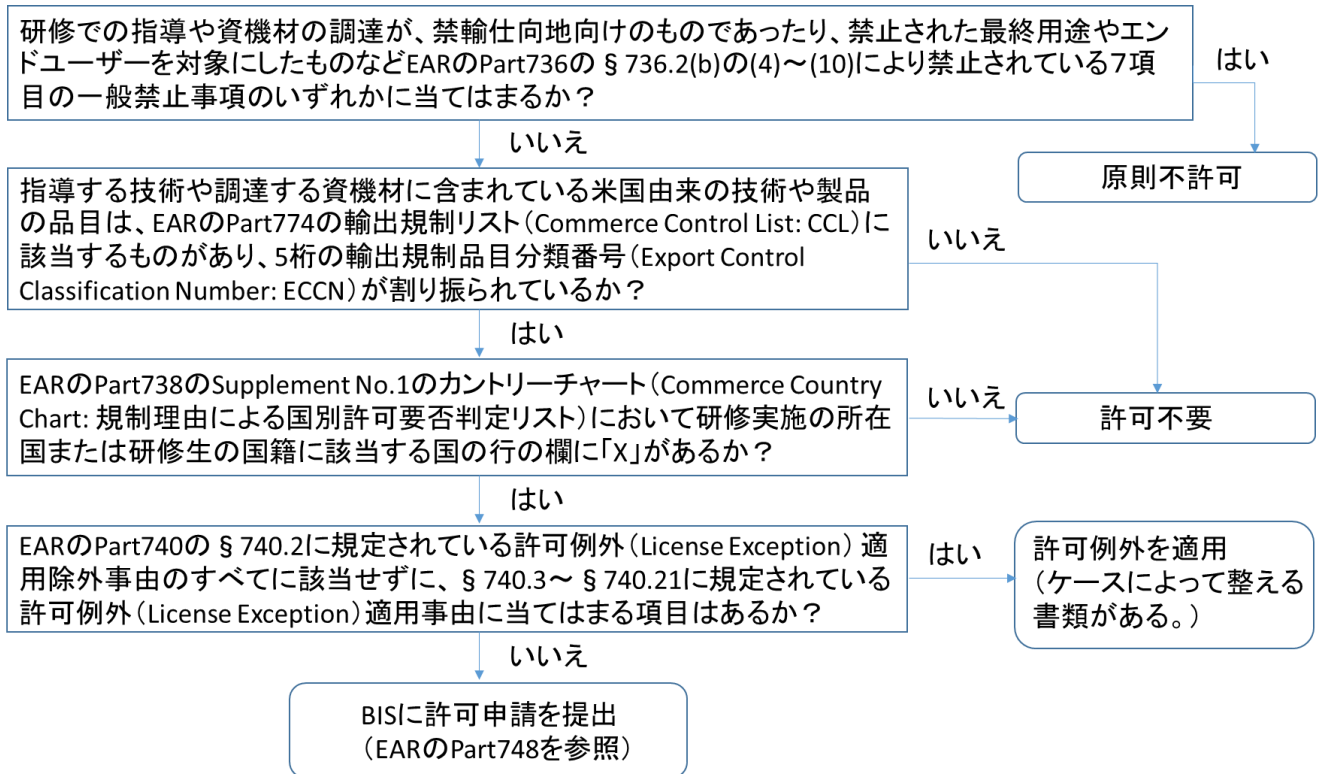 研修での指導や資機材の調達が、禁輸仕向地向けのものであったり、禁止された最終用途やエン
ドユーザーを対象にしたものなどEARのPart736の§736.2(b)の(4)～(10)により禁止されている７項
目の一般禁止事項のいずれかに当てはまるか？
はい
いいえ
原則不許可
指導する技術や調達する資機材に含まれている米国由来の技術や製品
の品目は、EARのPart774の輸出規制リスト（Commerce Control List: CCL）に
該当するものがあり、5桁の輸出規制品目分類番号（Export Control
Classification Number: ECCN）が割り振られているか？
いいえ
はい
EARのPart738のSupplement No.1のカントリーチャート（Commerce Country
Chart: 規制理由による国別許可要否判定リスト）において研修実施の所在
国または研修生の国籍に該当する国の行の欄に「X」があるか？
いいえ
許可不要
はい
EARのPart740の§740.2に規定されている許可例外（License Exception）適
用除外事由のすべてに該当せずに、§740.3～§740.21に規定されている
許可例外（License Exception）適用事由に当てはまる項目はあるか？
はい
許可例外を適用
（ケースによって整える
書類がある。）
いいえ
BISに許可申請を提出
（EARのPart748を参照）